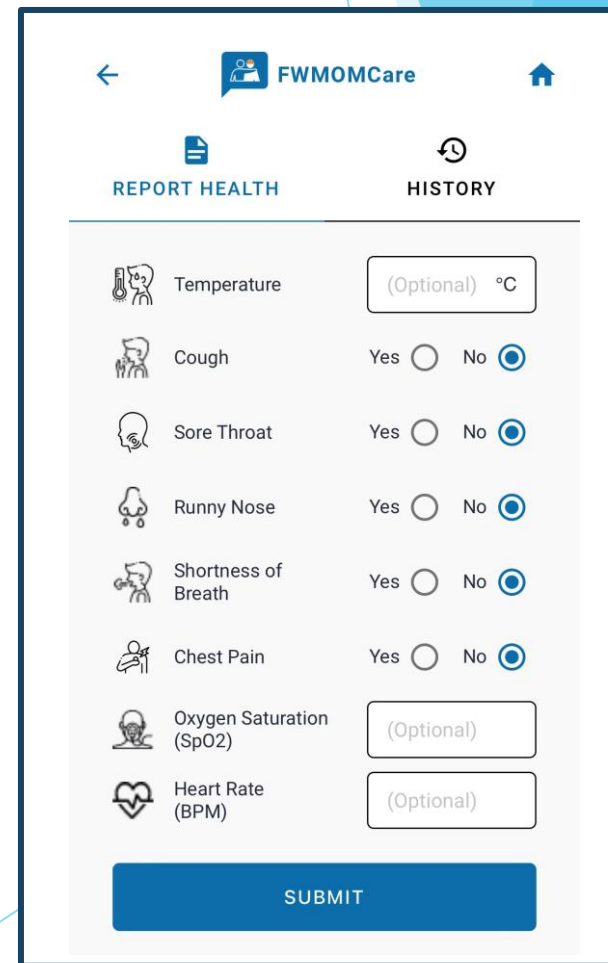 FWMOMCare
REPORT HEALTH
HISTORY
Temperature (Optional) °C
Cough Yes No
Sore Throat Yes No
Runny Nose Yes No
Shortness of
Breath Yes No
Chest Pain Yes No
Oxygen Saturation
(SpO2) (Optional)
Heart Rate
(BPM) (Optional)
SUBMIT